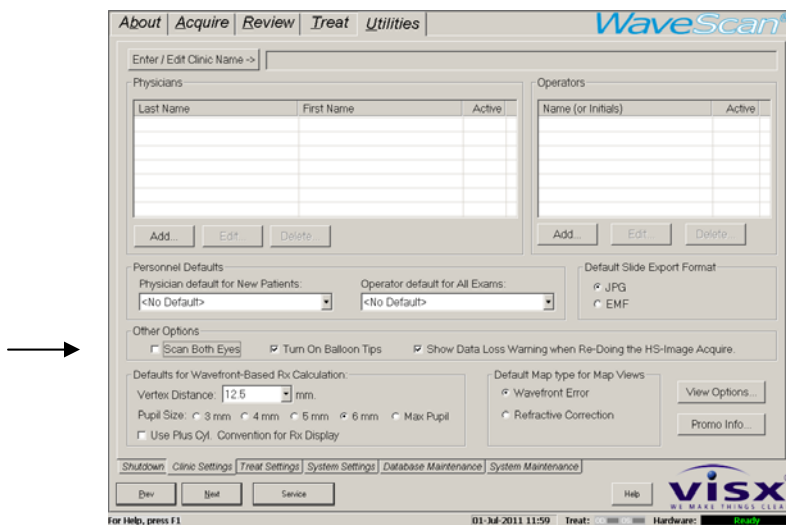 About Acquire Review Treat Utilities WaveScan
Enter / Edit Clinic Name ->
Physicians Operators
Last Name First Name Active Name (or Initials) Active
Add... Edit... Delete... Add... Edit... Delete...
Personnel Defaults Default Slide Export Format
Physician default for New Patients: Operator default for All Exams: JPG
<No Default> <No Default> EMF
Other Options
Scan Both Eyes Turn On Balloon Tips Show Data Loss Warning when Re-Doing the HS-Image Acquire.
Defaults for Wavefront-Based Rx Calculation: Default Map type for Map Views
Vertex Distance: 12.5 mm. Wavefront Error View Options...
Pupil Size: 3 mm 4 mm 5 mm 6 mm Max Pupil Refractive Correction Promo Info...
Use Plus Cyl. Convention for Rx Display
Shutdown Clinic Settings Treat Settings System Settings Database Maintenance System Maintenance
Prev Next Service Help VISX
WE MAKE THINGS CLEA
For Help, press F1 01-Jul-2011 11:59 Treat: Hardware: Ready